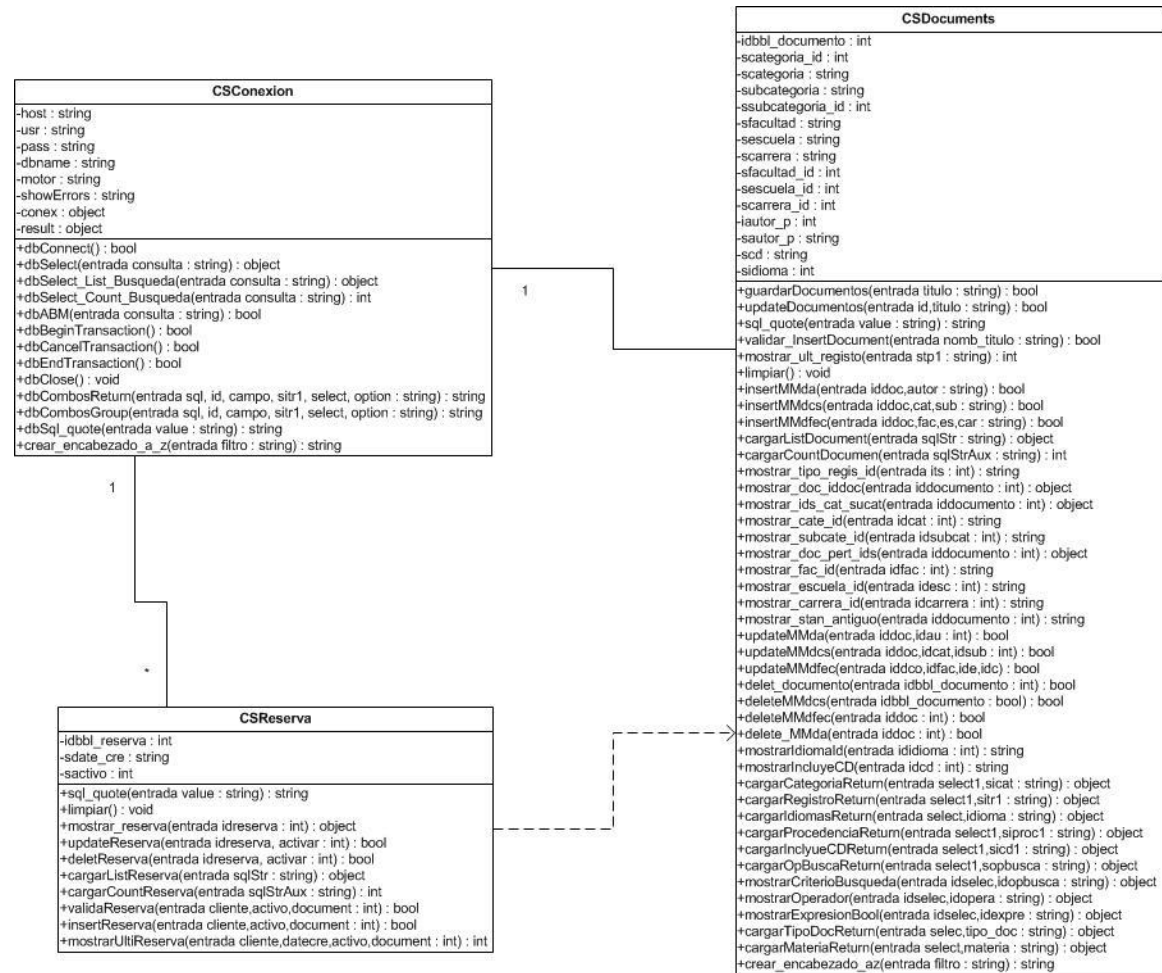 CSConexion
-host : string
-usr : string
-pass : string
-dbname : string
-motor : string
-showErrors : string
-conex : object
-result : object
+dbConnect() : bool
+dbSelect(entrada consulta : string) : object
+dbSelect_List_Busqueda(entrada consulta : string) : object
+dbSelect_Count_Busqueda(entrada consulta : string) : int
+dbABM(entrada consulta : string) : bool
+dbBeginTransaction() : bool
+dbCancelTransaction() : bool
+dbEndTransaction() : bool
+dbClose() : void
+dbCombosReturn(entrada sql, id, campo, sitr1, select, option : string) : string
+dbCombosGroup(entrada sql, id, campo, sitr1, select, option : string) : string
+dbSql_quote(entrada value : string) : string
+crear_encabezado_a_z(entrada filtro : string) : string
1
1
*
CSReserva
-idbbl_reserva : int
-sdate_cre : string
-sactivo : int
+sql_quote(entrada value : string) : string
+limpiar() : void
+mostrar_reserva(entrada idreserva : int) : object
+updateReserva(entrada idreserva, activar : int) : bool
+deletReserva(entrada idreserva, activar : int) : bool
+cargarListReserva(entrada sqlStr : string) : object
+cargarCountReserva(entrada sqlStrAux : string) : int
+validaReserva(entrada cliente,activo,document : int) : bool
+insertReserva(entrada cliente,activo,document : int) : bool
+mostrarUltiReserva(entrada cliente,datecre,activo,document : int) : int
CSDocuments
-idbbl_documento : int
-scategoria_id : int
-scategoria : string
-subcategoria : string
-ssubcategoria_id : int
-sfacultad : string
-sescuela : string
-scarrera : string
-sfacultad_id : int
-sescuela_id : int
-scarrera_id : int
-iautor_p : int
-sautor_p : string
-scd : string
-sidioma : int
+guardarDocumentos(entrada titulo : string) : bool
+updateDocumentos(entrada id,titulo : string) : bool
+sql_quote(entrada value : string) : string
+validar_InsertDocument(entrada nomb_titulo : string) : bool
+mostrar_ult_registo(entrada stp1 : string) : int
+limpiar() : void
+insertMMda(entrada iddoc,autor : string) : bool
+insertMMdcs(entrada iddoc,cat,sub : string) : bool
+insertMMdfec(entrada iddoc,fac,es,car : string) : bool
+cargarListDocument(entrada sqlStr : string) : object
+cargarCountDocumen(entrada sqlStrAux : string) : int
+mostrar_tipo_regis_id(entrada its : int) : string
+mostrar_doc_iddoc(entrada iddocumento : int) : object
+mostrar_ids_cat_sucat(entrada iddocumento : int) : object
+mostrar_cate_id(entrada idcat : int) : string
+mostrar_subcate_id(entrada idsubcat : int) : string
+mostrar_doc_pert_ids(entrada iddocumento : int) : object
+mostrar_fac_id(entrada idfac : int) : string
+mostrar_escuela_id(entrada idesc : int) : string
+mostrar_carrera_id(entrada idcarrera : int) : string
+mostrar_stan_antiguo(entrada iddocumento : int) : string
+updateMMda(entrada iddoc,idau : int) : bool
+updateMMdcs(entrada iddoc,idcat,idsub : int) : bool
+updateMMdfec(entrada iddco,idfac,ide,idc) : bool
+delet_documento(entrada idbbl_documento : int) : bool
+deleteMMdcs(entrada idbbl_documento : bool) : bool
+deleteMMdfec(entrada iddoc : int) : bool
+delete_MMda(entrada iddoc : int) : bool
+mostrarIdiomaId(entrada ididioma : int) : string
+mostrarIncluyeCD(entrada idcd : int) : string
+cargarCategoriaReturn(entrada select1,sicat : string) : object
+cargarRegistroReturn(entrada select1,sitr1 : string) : object
+cargarIdiomasReturn(entrada select,idioma : string) : object
+cargarProcedenciaReturn(entrada select1,siproc1 : string) : object
+cargarInclyueCDReturn(entrada select1,sicd1 : string) : object
+cargarOpBuscaReturn(entrada select1,sopbusca : string) : object
+mostrarCriterioBusqueda(entrada idselec,idopbusca : string) : object
+mostrarOperador(entrada idselec,idopera : string) : object
+mostrarExpresionBool(entrada idselec,idexpre : string) : object
+cargarTipoDocReturn(entrada selec,tipo_doc : string) : object
+cargarMateriaReturn(entrada select,materia : string) : object
+crear_encabezado_az(entrada filtro : string) : string